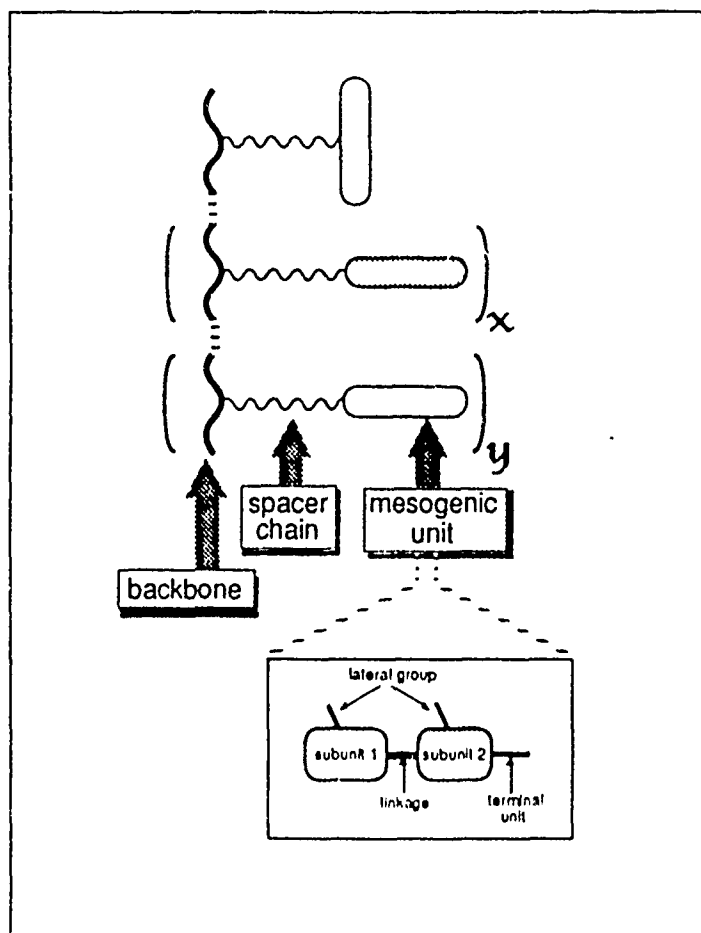 x
y
spacer
chain
mesogenic
unit
backbone
lateral group
subunit 1
subunit 2
linkage
terminal
unit